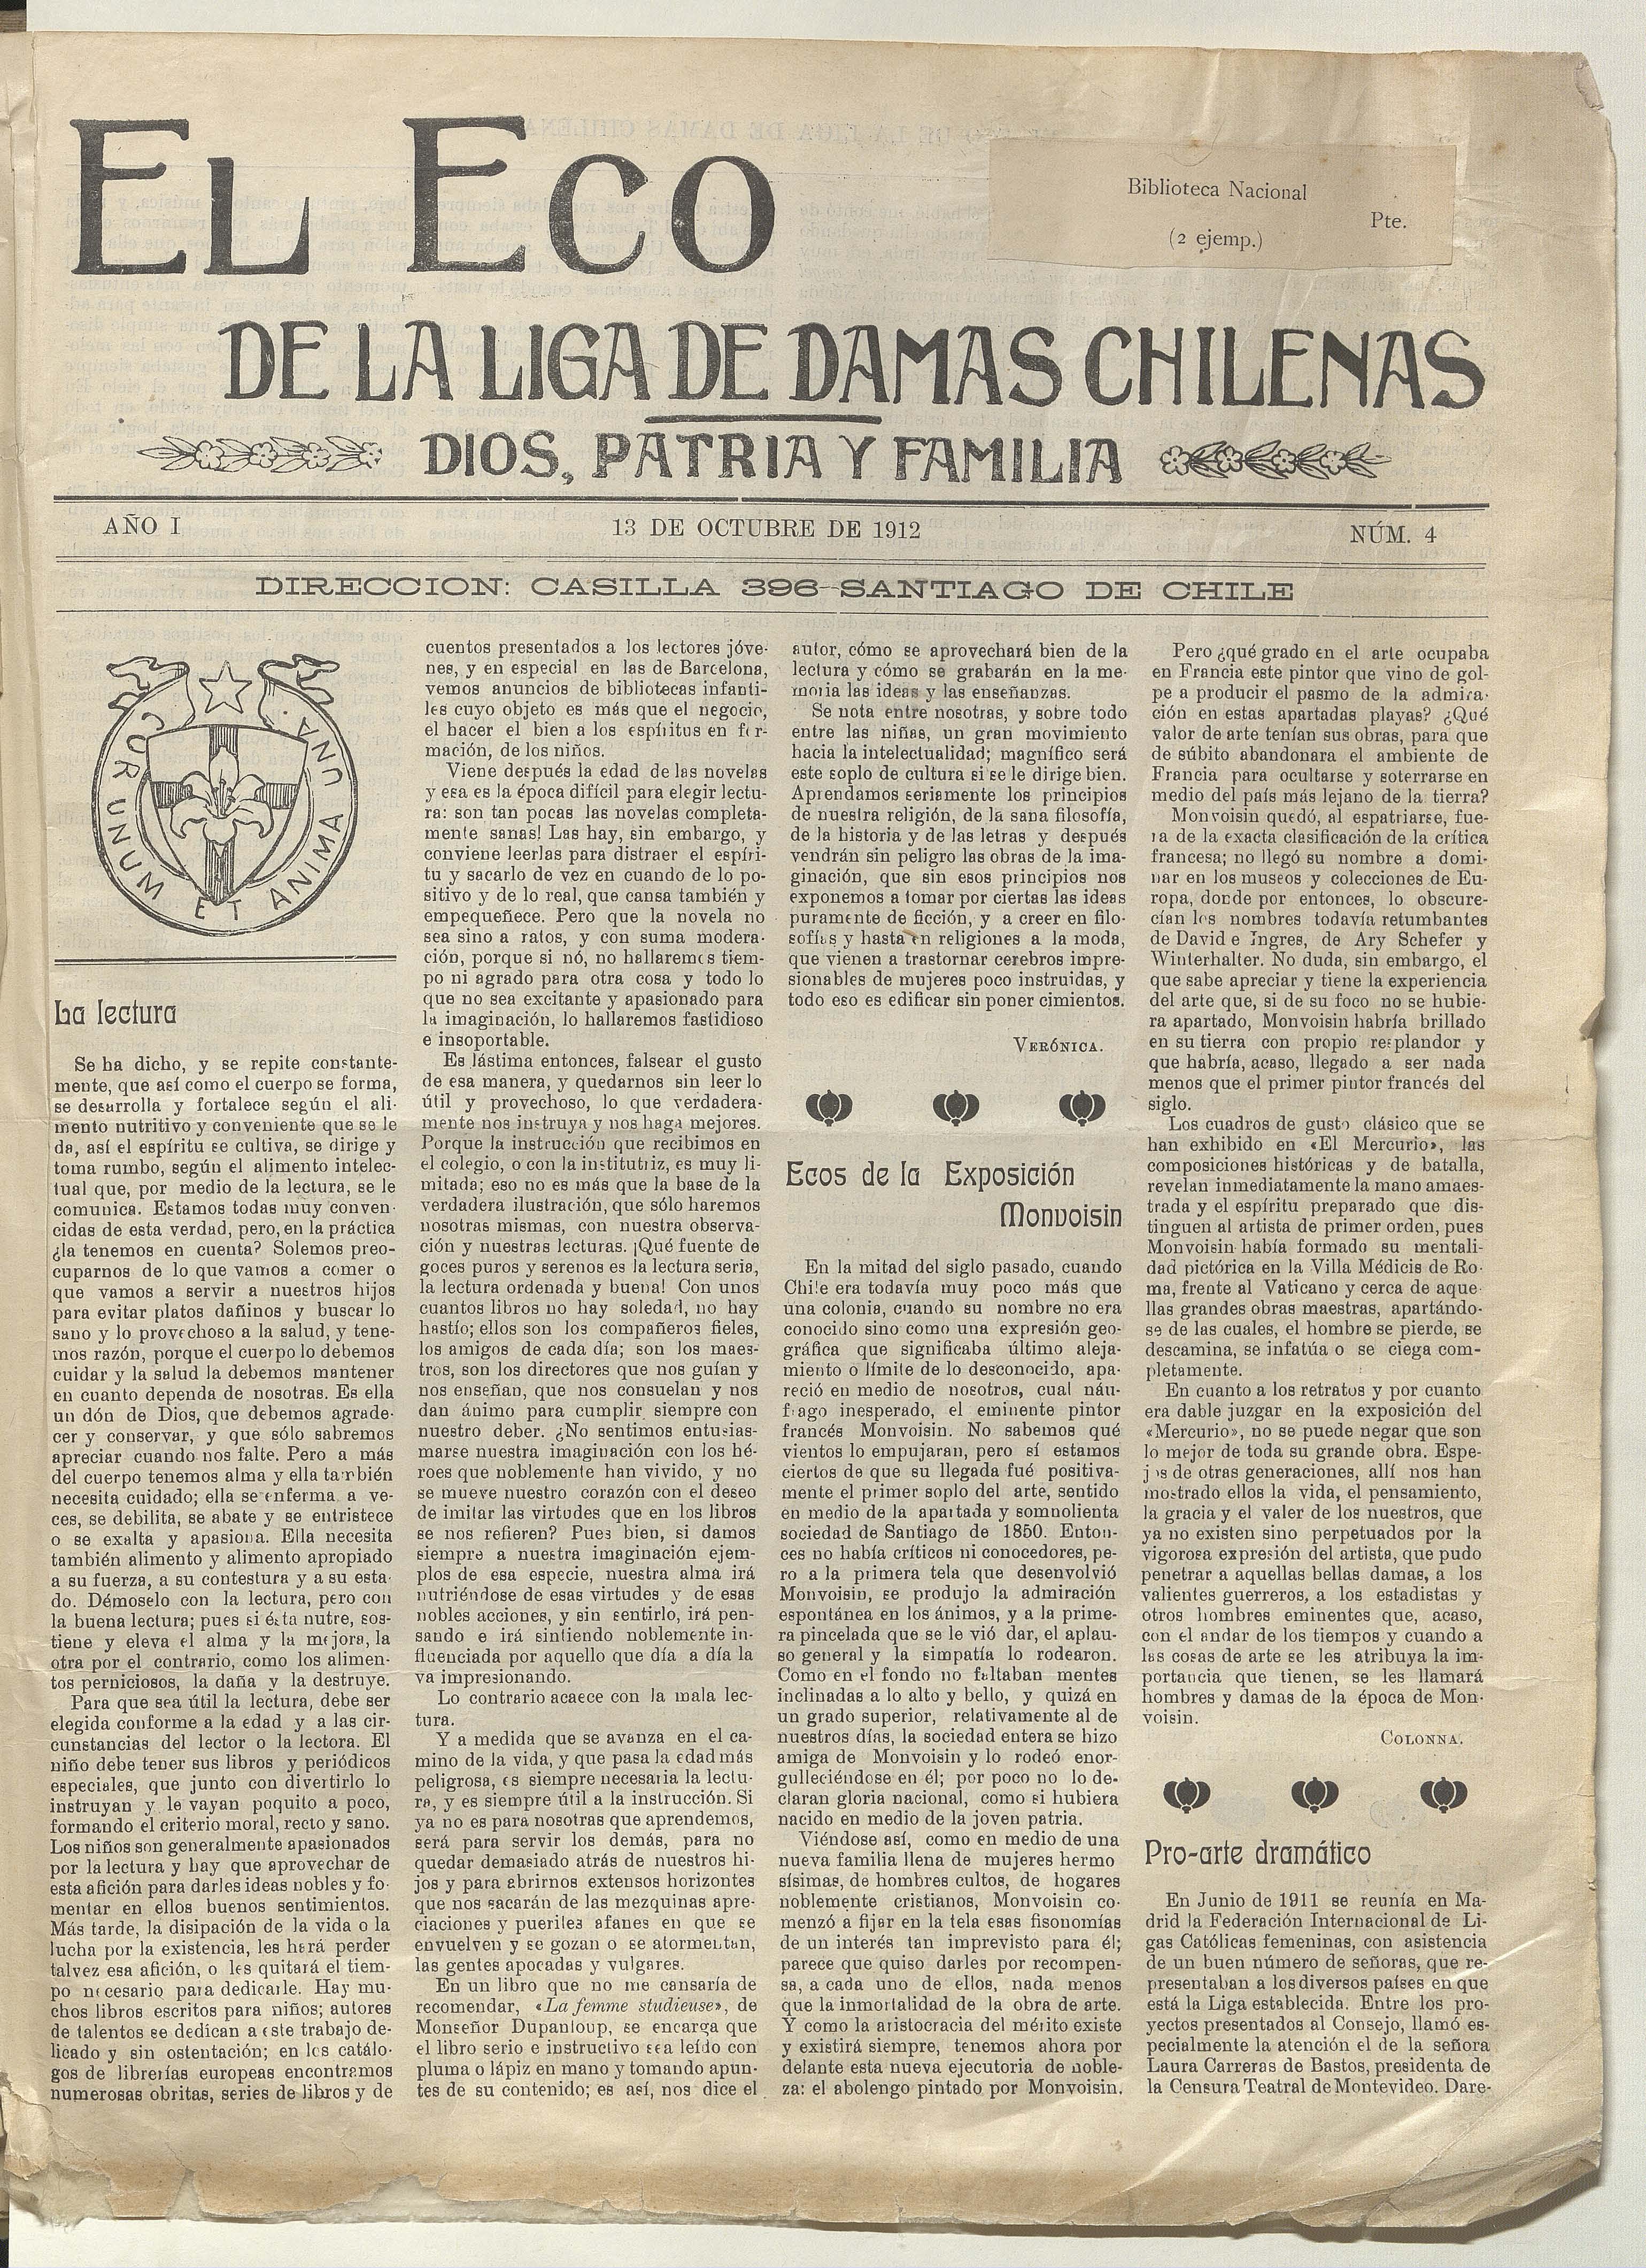 El Eco
Biblioteca Nacional
Pte.
(2 ejemp.)
DE LA LIGA DE DAMAS CHILENAS
DIOS, PATRIA Y FAMILIA
AÑO I
13 DE OCTUBRE DE 1912
NÚM. 4
DIRECCION: CASILLA 396—SANTIAGO DE CHILE
COR UNUM ET ANIMA UNA
La lectura
Se ha dicho, y se repite constante-
mente, que así como el cuerpo se forma,
se desarrolla y fortalece según el ali-
mento nutritivo y conveniente que se le
da, así el espíritu se cultiva, se dirige y
toma rumbo, según el alimento intelec-
tual que, por medio de la lectura, se le
comunica. Estamos todas muy conven-
cidas de esta verdad, pero, en la práctica
¿la tenemos en cuenta? Solemos preo-
cuparnos de lo que vamos a comer o
que vamos a servir a nuestros hijos
para evitar platos dañinos y buscar lo
sano y lo provechoso a la salud, y tene-
mos razón, porque el cuerpo lo debemos
cuidar y la salud la debemos mantener
en cuanto dependa de nosotras. Es ella
un dón de Dios, que debemos agrade-
cer y conservar, y que sólo sabremos
apreciar cuando nos falte. Pero a más
del cuerpo tenemos alma y ella también
necesita cuidado; ella se enferma a ve-
ces, se debilita, se abate y se entristece
o se exalta y apasiona. Ella necesita
también alimento y alimento apropiado
a su fuerza, a su contestura y a su esta-
do. Démoselo con la lectura, pero con
la buena lectura; pues si ésta nutre, sos-
tiene y eleva el alma y la mejora, la
otra por el contrario, como los alimen-
tos perniciosos, la daña y la destruye.
Para que sea útil la lectura, debe ser
elegida conforme a la edad y a las cir-
cunstancias del lector o la lectora. El
niño debe tener sus libros y periódicos
especiales, que junto con divertirlo lo
instruyan y le vayan poquito a poco,
formando el criterio moral, recto y sano.
Los niños son generalmente apasionados
por la lectura y hay que aprovechar de
esta afición para darles ideas nobles y fo-
mentar en ellos buenos sentimientos.
Más tarde, la disipación de la vida o la
lucha por la existencia, les hará perder
talvez esa afición, o les quitará el tiem-
po necesario para dedicarle. Hay mu-
chos libros escritos para niños; autores
de talentos se dedican a este trabajo de-
licado y sin ostentación; en los catálo-
gos de librerías europeas encontramos
numerosas obritas, series de libros y de
cuentos presentados a los lectores jóve-
nes, y en especial en las de Barcelona,
vemos anuncios de bibliotecas infanti-
les cuyo objeto es más que el negocio,
el hacer el bien a los espíritus en for-
mación, de los niños.
Viene después la edad de las novelas
y esa es la época difícil para elegir lectu-
ra: son tan pocas las novelas completa-
mente sanas! Las hay, sin embargo, y
conviene leerlas para distraer el espíri-
tu y sacarlo de vez en cuando de lo po-
sitivo y de lo real, que cansa también y
empequeñece. Pero que la novela no
sea sino a ratos, y con suma modera-
ción, porque si nó, no hallaremos tiem-
po ni agrado para otra cosa y todo lo
que no sea excitante y apasionado para
la imaginación, lo hallaremos fastidioso
e insoportable.
Es lástima entonces, falsear el gusto
de esa manera, y quedarnos sin leer lo
útil y provechoso, lo que verdadera-
mente nos instruya y nos haga mejores.
Porque la instrucción que recibimos en
el colegio, o con la institutriz, es muy li-
mitada; eso no es más que la base de la
verdadera ilustración, que sólo haremos
nosotras mismas, con nuestra observa-
ción y nuestras lecturas. ¡Qué fuente de
goces puros y serenos es la lectura seria,
la lectura ordenada y buena! Con unos
cuantos libros no hay soledad, no hay
hastío; ellos son los compañeros fieles,
los amigos de cada día; son los maes-
tros, son los directores que nos guían y
nos enseñan, que nos consuelan y nos
dan ánimo para cumplir siempre con
nuestro deber. ¿No sentimos entusias-
marse nuestra imaginación con los hé-
roes que noblemente han vivido, y no
se mueve nuestro corazón con el deseo
de imitar las virtudes que en los libros
se nos refieren? Pues bien, si damos
siempre a nuestra imaginación ejem-
plos de esa especie, nuestra alma irá
nutriéndose de esas virtudes y de esas
nobles acciones, y sin sentirlo, irá pen-
sando e irá sintiendo noblemente in-
fluenciada por aquello que día a día la
va impresionando.
Lo contrario acaece con la mala lec-
tura.
Y a medida que se avanza en el ca-
mino de la vida, y que pasa la edad más
peligrosa, es siempre necesaria la lectu-
ra, y es siempre útil a la instrucción. Si
ya no es para nosotras que aprendemos,
será para servir los demás, para no
quedar demasiado atrás de nuestros hi-
jos y para abrirnos extensos horizontes
que nos sacarán de las mezquinas apre-
ciaciones y pueriles afanes en que se
envuelven y se gozan o se atormentan,
las gentes apocadas y vulgares.
En un libro que no me cansaría de
recomendar, «La femme studieuse», de
Monseñor Dupanloup, se encarga que
el libro serio e instructivo sea leído con
pluma o lápiz en mano y tomando apun-
tes de su contenido; es así, nos dice el
autor, cómo se aprovechará bien de la
lectura y cómo se grabarán en la me-
moria las ideas y las enseñanzas.
Se nota entre nosotras, y sobre todo
entre las niñas, un gran movimiento
hacia la intelectualidad; magnífico será
este soplo de cultura si se le dirige bien.
Aprendamos seriamente los principios
de nuestra religión, de la sana filosofía,
de la historia y de las letras y después
vendrán sin peligro las obras de la ima-
ginación, que sin esos principios nos
exponemos a tomar por ciertas las ideas
puramente de ficción, y a creer en filo-
sofías y hasta en religiones a la moda,
que vienen a trastornar cerebros impre-
sionables de mujeres poco instruidas, y
todo eso es edificar sin poner cimientos.
VERÓNICA.
Ecos de la Exposición
Monvoisin
En la mitad del siglo pasado, cuando
Chile era todavía muy poco más que
una colonia, cuando su nombre no era
conocido sino como una expresión geo-
gráfica que significaba último aleja-
miento o límite de lo desconocido, apa-
reció en medio de nosotros, cual náu-
frago inesperado, el eminente pintor
francés Monvoisin. No sabemos qué
vientos lo empujaran, pero sí estamos
ciertos de que su llegada fué positiva-
mente el primer soplo del arte, sentido
en medio de la apartada y somnolienta
sociedad de Santiago de 1850. Enton-
ces no había críticos ni conocedores, pe-
ro a la primera tela que desenvolvió
Monvoisin, se produjo la admiración
espontánea en los ánimos, y a la prime-
ra pincelada que se le vió dar, el aplau-
so general y la simpatía lo rodearon.
Como en el fondo no faltaban mentes
inclinadas a lo alto y bello, y quizá en
un grado superior, relativamente al de
nuestros días, la sociedad entera se hizo
amiga de Monvoisin y lo rodeó enor-
gulleciéndose en él; por poco no lo de-
claran gloria nacional, como si hubiera
nacido en medio de la joven patria.
Viéndose así, como en medio de una
nueva familia llena de mujeres hermo
sísimas, de hombres cultos, de hogares
noblemente cristianos, Monvoisin co-
menzó a fijar en la tela esas fisonomías
de un interés tan imprevisto para él;
parece que quiso darles por recompen-
sa, a cada uno de ellos, nada menos
que la inmortalidad de la obra de arte.
Y como la aristocracia del mérito existe
y existirá siempre, tenemos ahora por
delante esta nueva ejecutoria de noble-
za: el abolengo pintado por Monvoisin.
Pero ¿qué grado en el arte ocupaba
en Francia este pintor que vino de gol-
pe a producir el pasmo de la admira-
ción en estas apartadas playas? ¿Qué
valor de arte tenían sus obras, para que
de súbito abandonara el ambiente de
Francia para ocultarse y soterrarse en
medio del país más lejano de la tierra?
Monvoisin quedó, al espatriarse, fue-
ra de la exacta clasificación de la crítica
francesa; no llegó su nombre a domi-
nar en los museos y colecciones de Eu-
ropa, donde por entonces, lo obscure-
cían los nombres todavía retumbantes
de David e Ingres, de Ary Schefer y
Winterhalter. No duda, sin embargo, el
que sabe apreciar y tiene la experiencia
del arte que, si de su foco no se hubie-
ra apartado, Monvoisin habría brillado
en su tierra con propio resplandor y
que habría, acaso, llegado a ser nada
menos que el primer pintor francés del
siglo.
Los cuadros de gusto clásico que se
han exhibido en «El Mercurio», las
composiciones históricas y de batalla,
revelan inmediatamente la mano amaes-
trada y el espíritu preparado que dis-
tinguen al artista de primer orden, pues
Monvoisin había formado su mentali-
dad pictórica en la Villa Médicis de Ro-
ma, frente al Vaticano y cerca de aque-
llas grandes obras maestras, apartándo-
se de las cuales, el hombre se pierde, se
descamina, se infatúa o se ciega com-
pletamente.
En cuanto a los retratos y por cuanto
era dable juzgar en la exposición del
«Mercurio», no se puede negar que son
lo mejor de toda su grande obra. Espe-
jos de otras generaciones, allí nos han
mostrado ellos la vida, el pensamiento,
la gracia y el valer de los nuestros, que
ya no existen sino perpetuados por la
vigorosa expresión del artista, que pudo
penetrar a aquellas bellas damas, a los
valientes guerreros, a los estadistas y
otros hombres eminentes que, acaso,
con el andar de los tiempos y cuando a
las cosas de arte se les atribuya la im-
portancia que tienen, se les llamará
hombres y damas de la época de Mon-
voisin.
COLONNA.
Pro-arte dramático
En Junio de 1911 se reunía en Ma-
drid la Federación Internacional de Li-
gas Católicas femeninas, con asistencia
de un buen número de señoras, que re-
presentaban a los diversos países en que
está la Liga establecida. Entre los pro-
yectos presentados al Consejo, llamó es-
pecialmente la atención el de la señora
Laura Carreras de Bastos, presidenta de
la Censura Teatral de Montevideo. Dare-